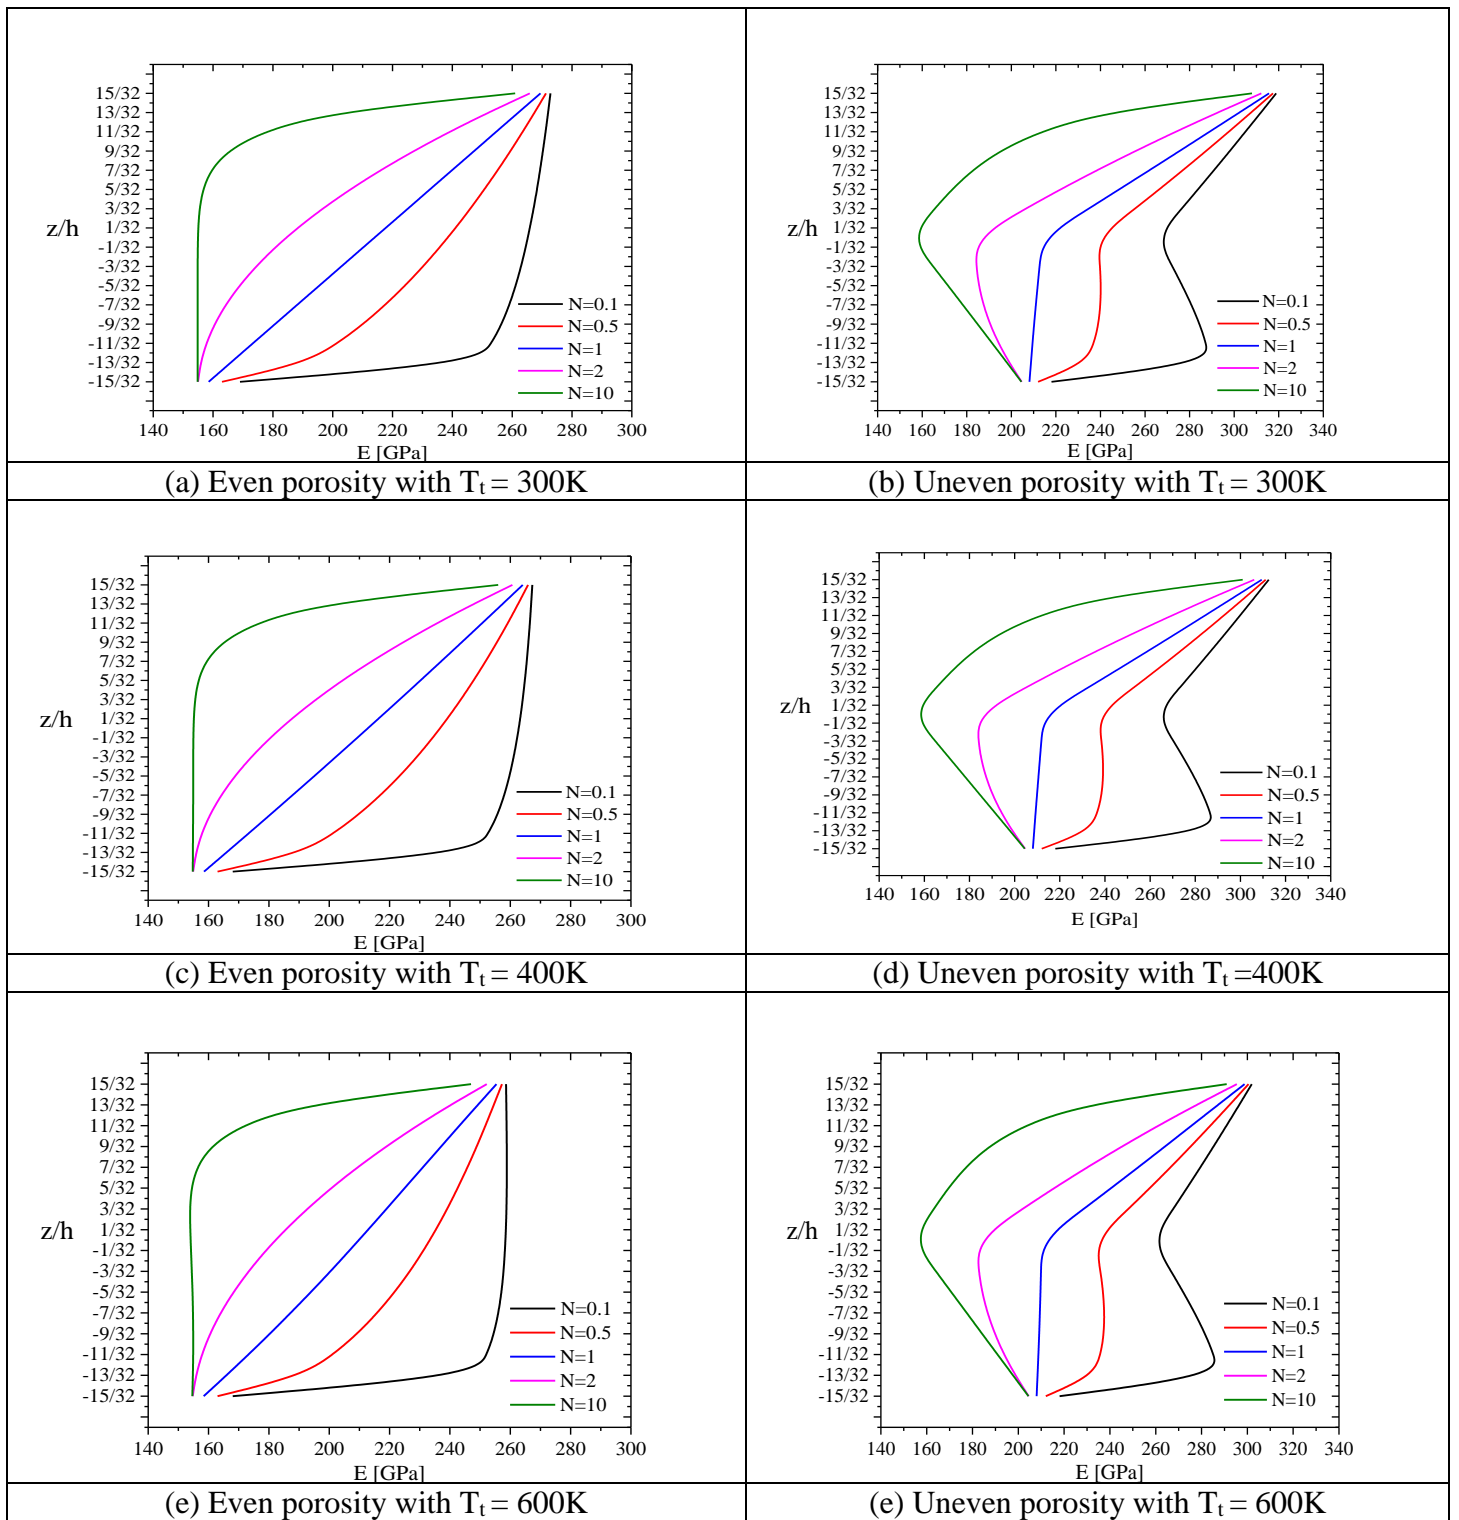 15/32
13/32
11/32
9/32
7/32
5/32
3/32
1/32
-1/32
-3/32
-5/32
-7/32
-9/32
-11/32
-13/32
-15/32
z/h
N=0.1
N=0.5
N=1
N=2
N=10
140 160 180 200 220 240 260 280 300
E [GPa]
(a) Even porosity with Tt = 300K
15/32
13/32
11/32
9/32
7/32
5/32
3/32
1/32
-1/32
-3/32
-5/32
-7/32
-9/32
-11/32
-13/32
-15/32
z/h
N=0.1
N=0.5
N=1
N=2
N=10
140 160 180 200 220 240 260 280 300 320 340
E [GPa]
(b) Uneven porosity with Tt = 300K
15/32
13/32
11/32
9/32
7/32
5/32
3/32
1/32
-1/32
-3/32
-5/32
-7/32
-9/32
-11/32
-13/32
-15/32
z/h
N=0.1
N=0.5
N=1
N=2
N=10
140 160 180 200 220 240 260 280 300
E [GPa]
(c) Even porosity with Tt = 400K
15/32
13/32
11/32
9/32
7/32
5/32
3/32
1/32
-1/32
-3/32
-5/32
-7/32
-9/32
-11/32
-13/32
-15/32
z/h
N=0.1
N=0.5
N=1
N=2
N=10
140 160 180 200 220 240 260 280 300 320 340
E [GPa]
(d) Uneven porosity with Tt =400K
15/32
13/32
11/32
9/32
7/32
5/32
3/32
1/32
-1/32
-3/32
-5/32
-7/32
-9/32
-11/32
-13/32
-15/32
z/h
N=0.1
N=0.5
N=1
N=2
N=10
140 160 180 200 220 240 260 280 300
E [GPa]
(e) Even porosity with Tt = 600K
15/32
13/32
11/32
9/32
7/32
5/32
3/32
1/32
-1/32
-3/32
-5/32
-7/32
-9/32
-11/32
-13/32
-15/32
z/h
N=0.1
N=0.5
N=1
N=2
N=10
140 160 180 200 220 240 260 280 300 320 340
E [GPa]
(e) Uneven porosity with Tt = 600K